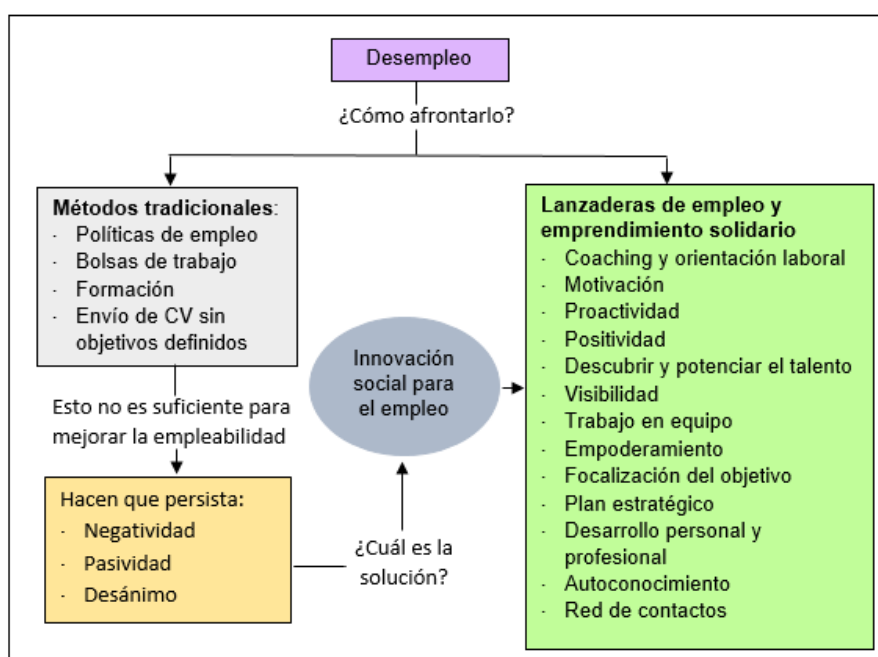 Desempleo
¿Cómo afrontarlo?
Métodos tradicionales:
· Políticas de empleo
· Bolsas de trabajo
· Formación
· Envío de CV sin
objetivos definidos
Esto no es suficiente para
mejorar la empleabilidad
Hacen que persista:
· Negatividad
· Pasividad
· Desánimo
¿Cuál es la
solución?
Innovación
social para
el empleo
Lanzaderas de empleo y
emprendimiento solidario
· Coaching y orientación laboral
· Motivación
· Proactividad
· Positividad
· Descubrir y potenciar el talento
· Visibilidad
· Trabajo en equipo
· Empoderamiento
· Focalización del objetivo
· Plan estratégico
· Desarrollo personal y
profesional
· Autoconocimiento
· Red de contactos